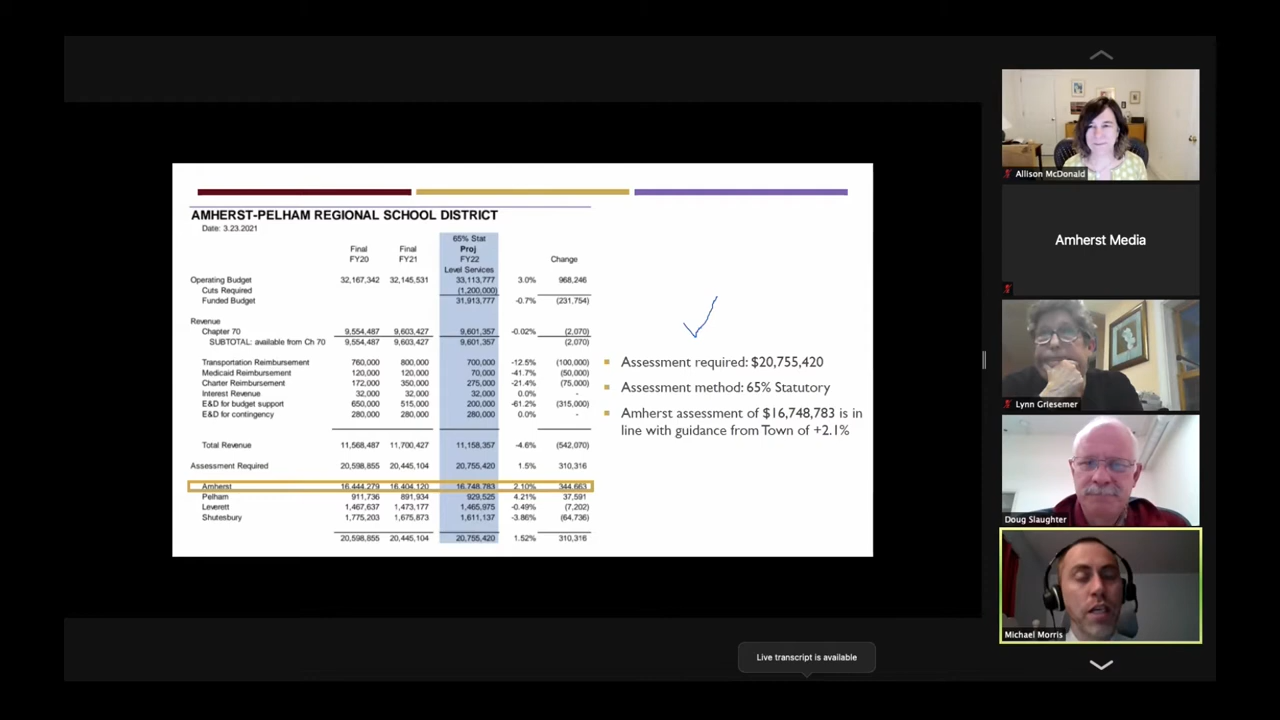 AMHERST-PELHAM REGIONAL SCHOOL DISTRICT
Date: 3.23.2021
65% Stat
Final Final Proj
FY20 FY21 FY22 Change
Level Services
Operating Budget 32,167,342 32,145,531 33,113,777 3.0% 968,246
Cuts Required (1,200,000)
Funded Budget 31,913,777 -0.7% (231,754)
Revenue
Chapter 70 9,554,487 9,603,427 9,601,357 -0.02% (2,070)
SUBTOTAL: available from Ch 70 9,554,487 9,603,427 9,601,357 (2,070)
Transportation Reimbursement 760,000 800,000 700,000 -12.5% (100,000)
Medicaid Reimbursement 120,000 120,000 70,000 -41.7% (50,000)
Charter Reimbursement 172,000 350,000 275,000 -21.4% (75,000)
Interest Revenue 32,000 32,000 32,000 0.0% -
E&D for budget support 650,000 515,000 200,000 -61.2% (315,000)
E&D for contingency 280,000 280,000 280,000 0.0% -
Total Revenue 11,568,487 11,700,427 11,158,357 -4.6% (542,070)
Assessment Required 20,598,855 20,445,104 20,755,420 1.5% 310,316
Amherst 16,444,279 16,404,120 16,748,783 2.10% 344,663
Pelham 911,736 891,934 929,525 4.21% 37,591
Leverett 1,467,637 1,473,177 1,465,975 -0.49% (7,202)
Shutesbury 1,775,203 1,675,873 1,611,137 -3.86% (64,736)
20,598,855 20,445,104 20,755,420 1.52% 310,316
Assessment required: $20,755,420
Assessment method: 65% Statutory
Amherst assessment of $16,748,783 is in
line with guidance from Town of +2.1%
Allison McDonald
Amherst Media
Lynn Griesemer
Doug Slaughter
Michael Morris
Live transcript is available